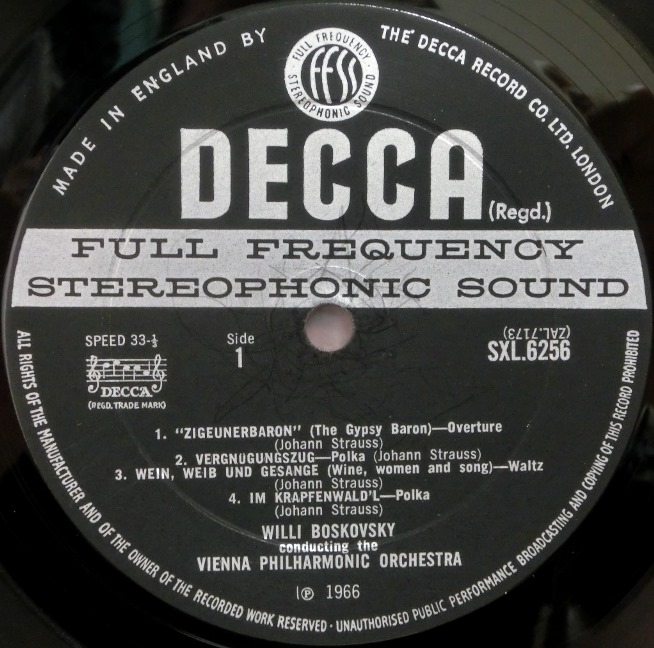 MADE IN ENGLAND BY
THE DECCA RECORD CO. LTD. LONDON
FULL FREQUENCY
FFSS
STEREOPHONIC SOUND
DECCA
(Regd.)
FULL FREQUENCY
STEREOPHONIC SOUND
SPEED 33-⅓
Side
1
(ZAL.7173)
SXL.6256
DECCA
(REGD. TRADE MARK)
1. "ZIGEUNERBARON" (The Gypsy Baron)—Overture
(Johann Strauss)
2. VERGNUGUNGSZUG—Polka (Johann Strauss)
3. WEIN, WEIB UND GESANGE (Wine, women and song)—Waltz
(Johann Strauss)
4. IM KRAPFENWALD'L—Polka
(Johann Strauss)
WILLI BOSKOVSKY
conducting the
VIENNA PHILHARMONIC ORCHESTRA
℗ 1966
ALL RIGHTS OF THE MANUFACTURER AND OF THE OWNER OF THE RECORDED WORK RESERVED · UNAUTHORISED PUBLIC PERFORMANCE BROADCASTING AND COPYING OF THIS RECORD PROHIBITED